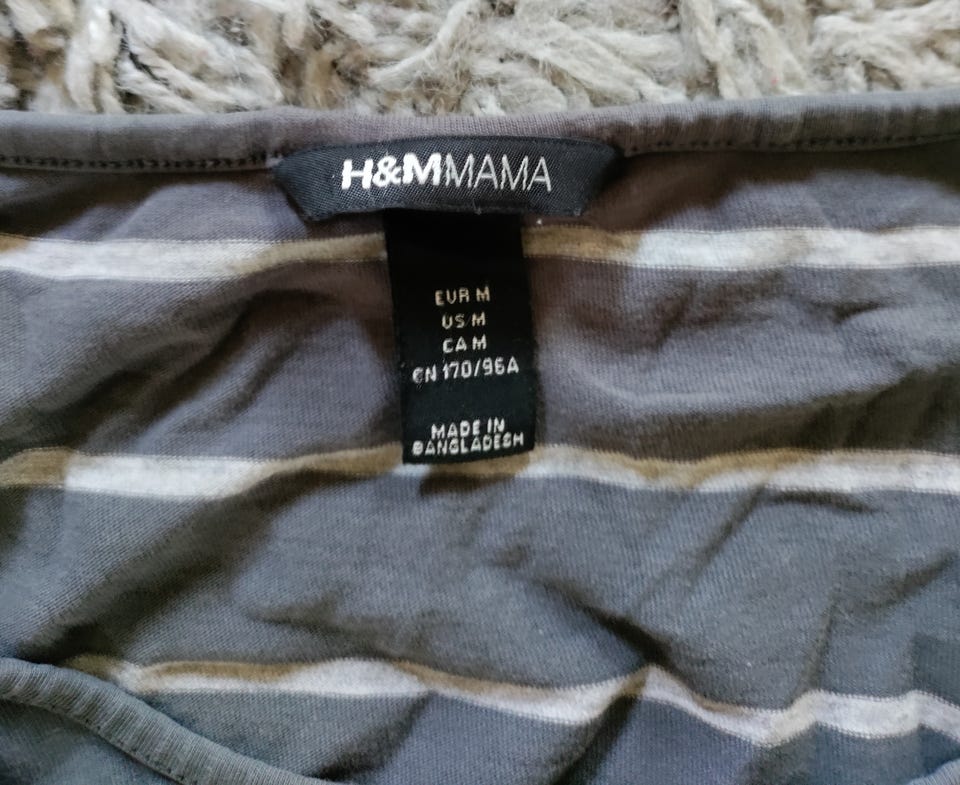 H&MMAMA
EUR M
US M
CA M
CN 170/96A
MADE IN
BANGLADESH